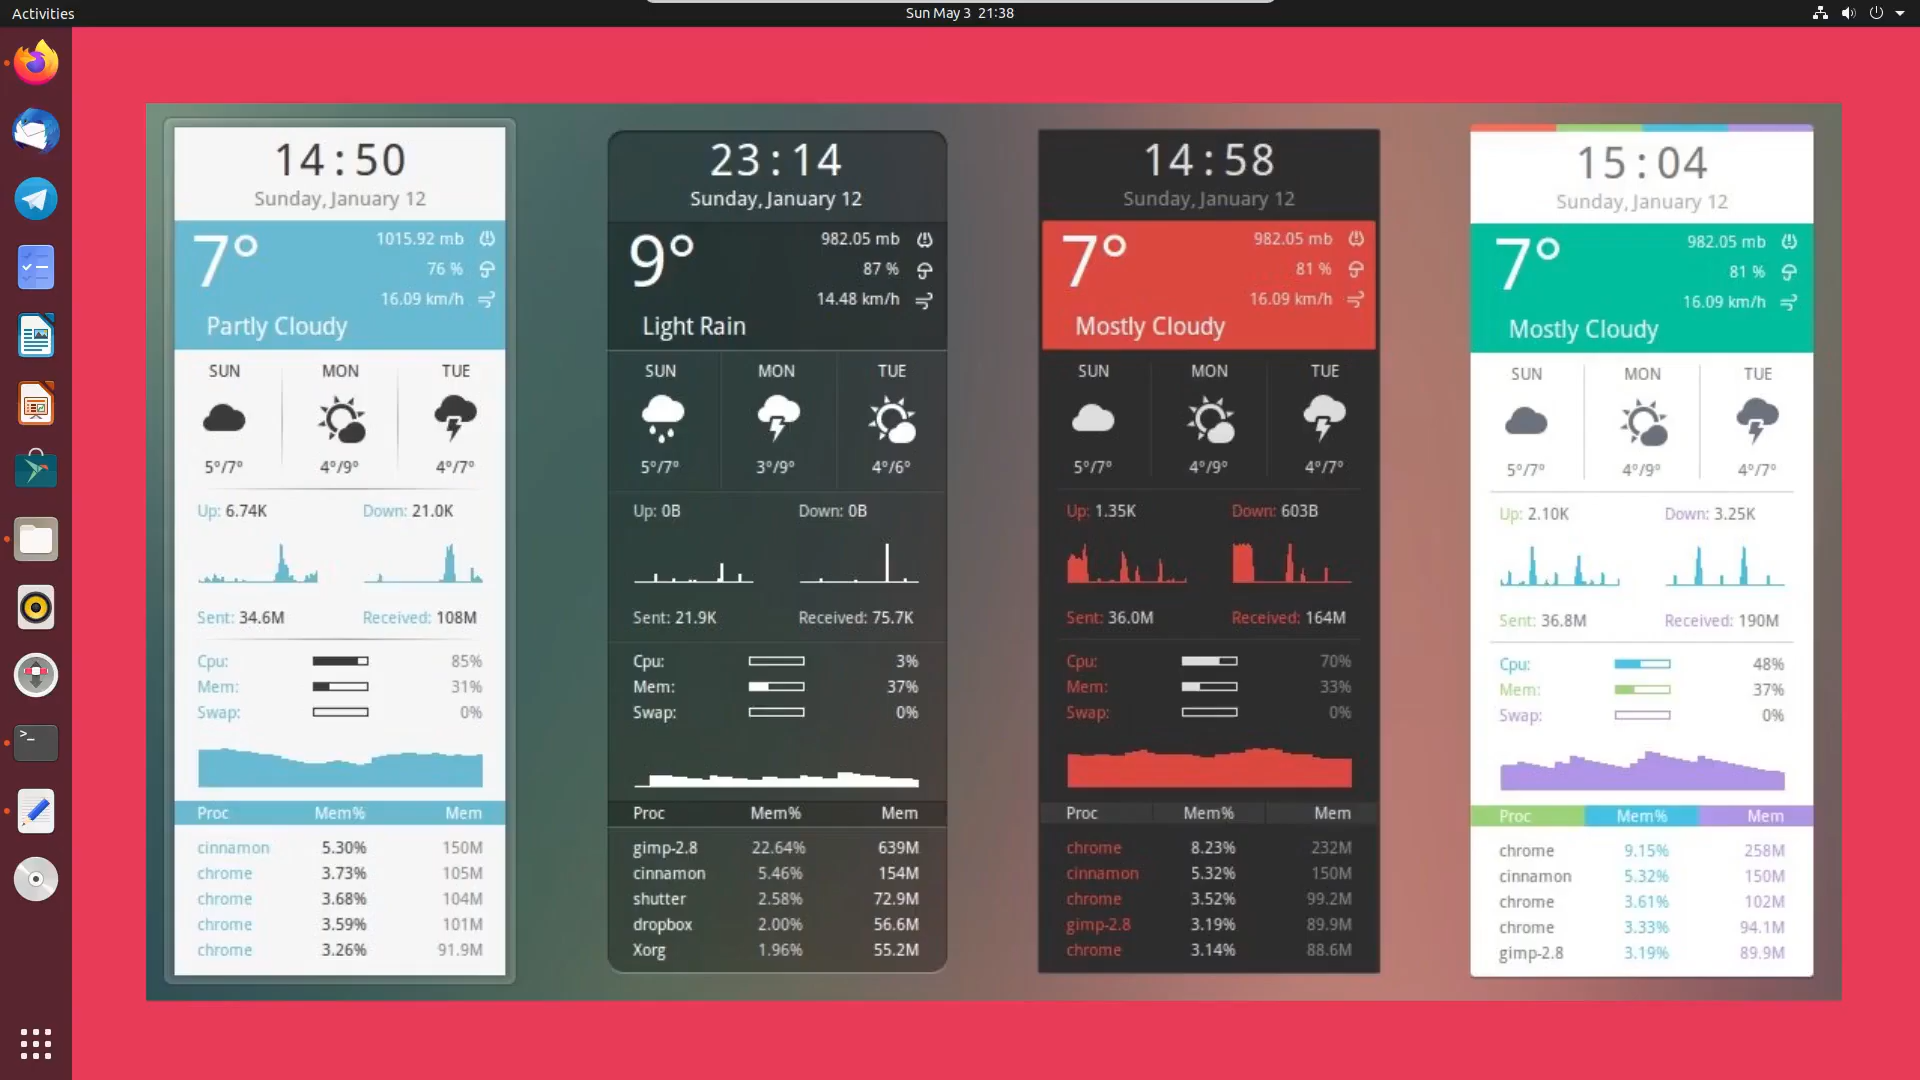 Activities
Sun May 3 21:38
14:50
Sunday, January 12
7°
1015.92 mb
76 %
16.09 km/h
Partly Cloudy
SUN MON TUE
5°/7° 4°/9° 4°/7°
Up: 6.74K Down: 21.0K
Sent: 34.6M Received: 108M
Cpu: 85%
Mem: 31%
Swap: 0%
Proc Mem% Mem
cinnamon 5.30% 150M
chrome 3.73% 105M
chrome 3.68% 104M
chrome 3.59% 101M
chrome 3.26% 91.9M
23:14
Sunday, January 12
9°
982.05 mb
87 %
14.48 km/h
Light Rain
SUN MON TUE
5°/7° 3°/9° 4°/6°
Up: 0B Down: 0B
Sent: 21.9K Received: 75.7K
Cpu: 3%
Mem: 37%
Swap: 0%
Proc Mem% Mem
gimp-2.8 22.64% 639M
cinnamon 5.46% 154M
shutter 2.58% 72.9M
dropbox 2.00% 56.6M
Xorg 1.96% 55.2M
14:58
Sunday, January 12
7°
982.05 mb
81 %
16.09 km/h
Mostly Cloudy
SUN MON TUE
5°/7° 4°/9° 4°/7°
Up: 1.35K Down: 603B
Sent: 36.0M Received: 164M
Cpu: 70%
Mem: 33%
Swap: 0%
Proc Mem% Mem
chrome 8.23% 232M
cinnamon 5.32% 150M
chrome 3.52% 99.2M
gimp-2.8 3.19% 89.9M
chrome 3.14% 88.6M
15:04
Sunday, January 12
7°
982.05 mb
81 %
16.09 km/h
Mostly Cloudy
SUN MON TUE
5°/7° 4°/9° 4°/7°
Up: 2.10K Down: 3.25K
Sent: 36.8M Received: 190M
Cpu: 48%
Mem: 37%
Swap: 0%
Proc Mem% Mem
chrome 9.15% 258M
cinnamon 5.32% 150M
chrome 3.61% 102M
chrome 3.33% 94.1M
gimp-2.8 3.19% 89.9M